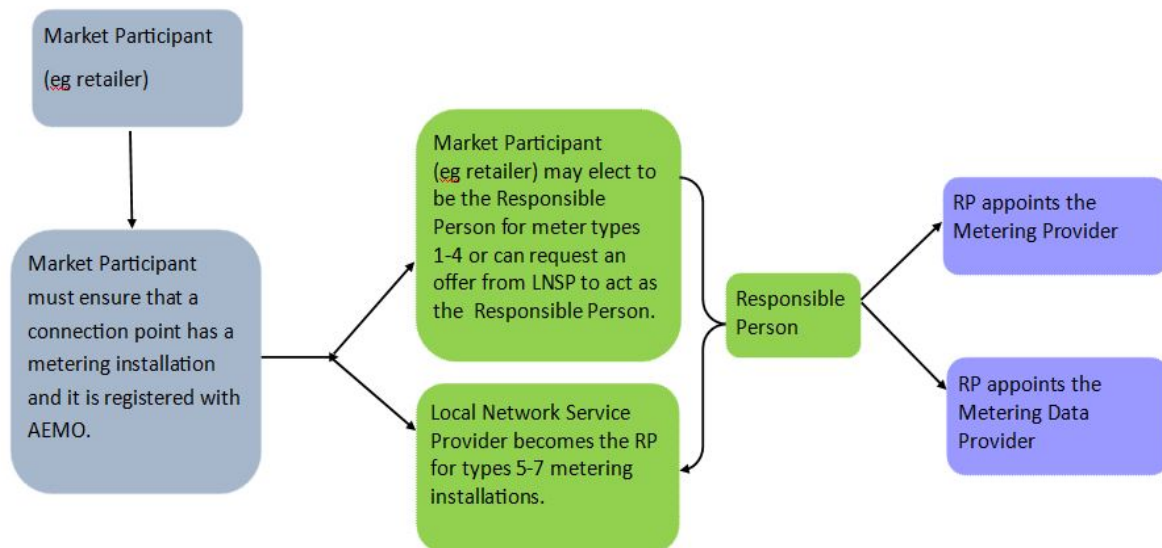 Market Participant
(eg retailer)
Market Participant
must ensure that a
connection point has a
metering installation
and it is registered with
AEMO.
Market Participant
(eg retailer) may elect to
be the Responsible
Person for meter types
1-4 or can request an
offer from LNSP to act as
the Responsible Person.
Local Network Service
Provider becomes the RP
for types 5-7 metering
installations.
Responsible
Person
RP appoints the
Metering Provider
RP appoints the
Metering Data
Provider